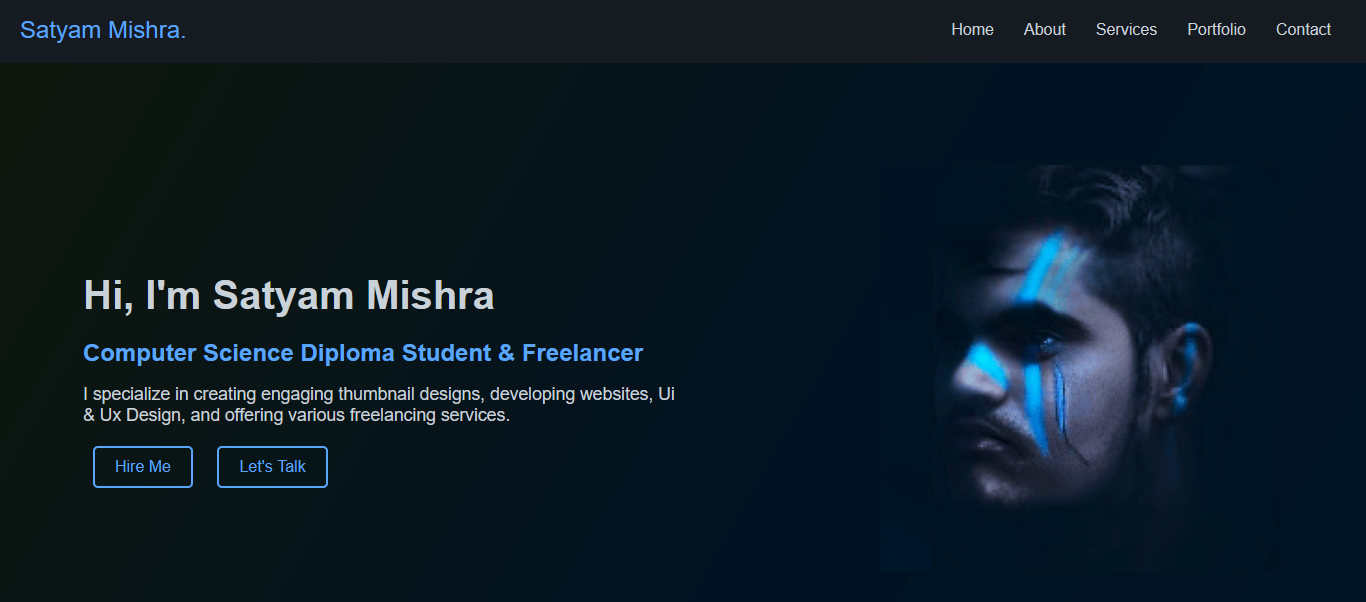 Satyam Mishra.
Home About Services Portfolio Contact
Hi, I'm Satyam Mishra
Computer Science Diploma Student & Freelancer
I specialize in creating engaging thumbnail designs, developing websites, Ui
& Ux Design, and offering various freelancing services.
Hire Me Let's Talk